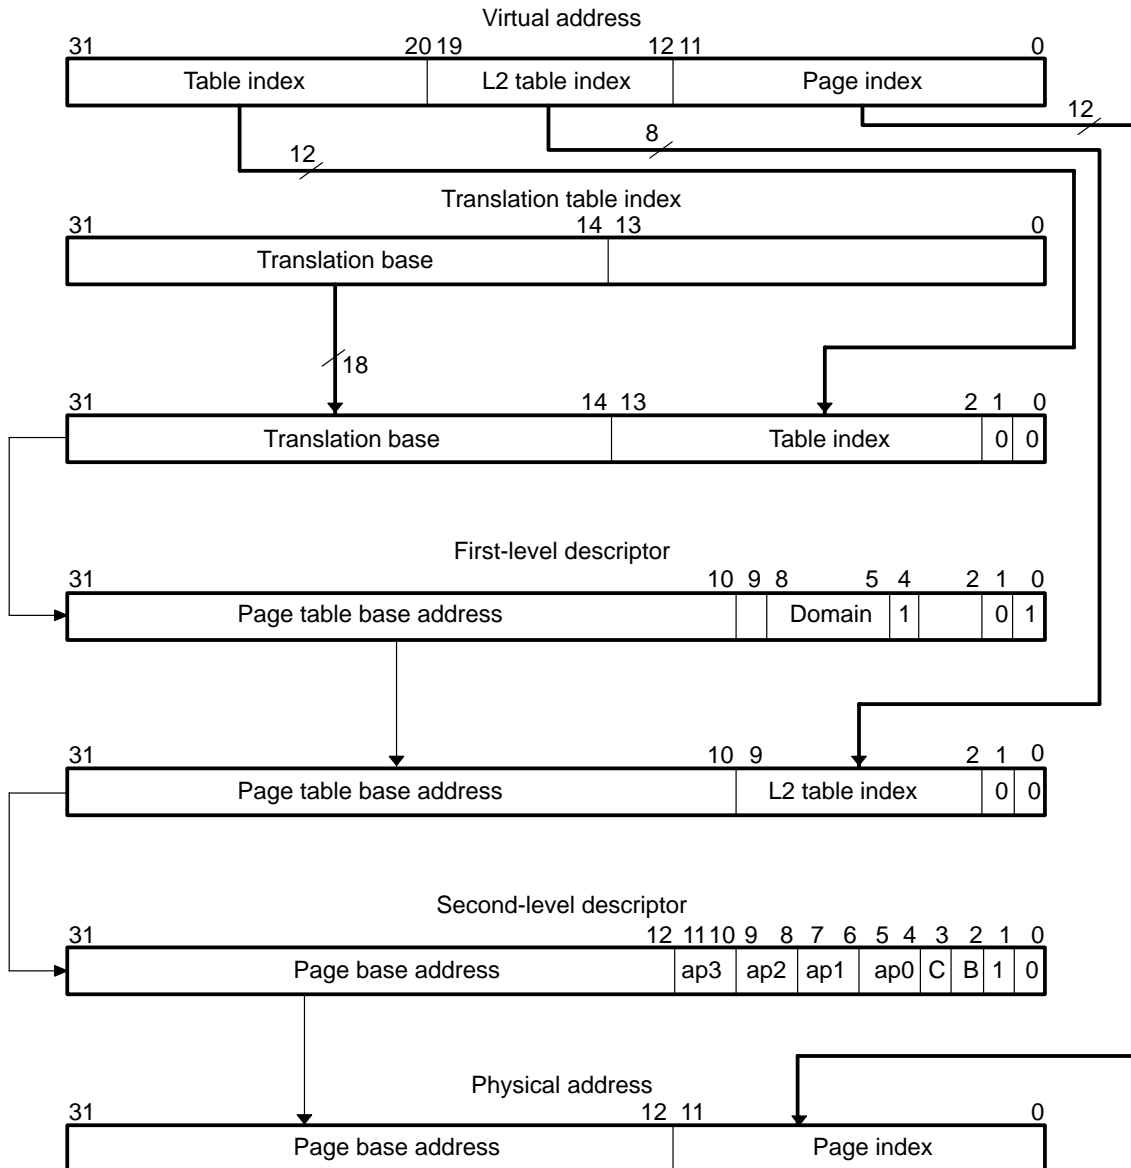 Virtual address
31 20 19 12 11 0
Table index L2 table index Page index
12
8
12
Translation table index
31 14 13 0
Translation base
18
31 14 13 2 1 0
Translation base Table index 0 0
First-level descriptor
31 10 9 8 5 4 2 1 0
Page table base address Domain 1 0 1
31 10 9 2 1 0
Page table base address L2 table index 0 0
Second-level descriptor
31 12 11 10 9 8 7 6 5 4 3 2 1 0
Page base address ap3 ap2 ap1 ap0 C B 1 0
Physical address
31 12 11 0
Page base address Page index